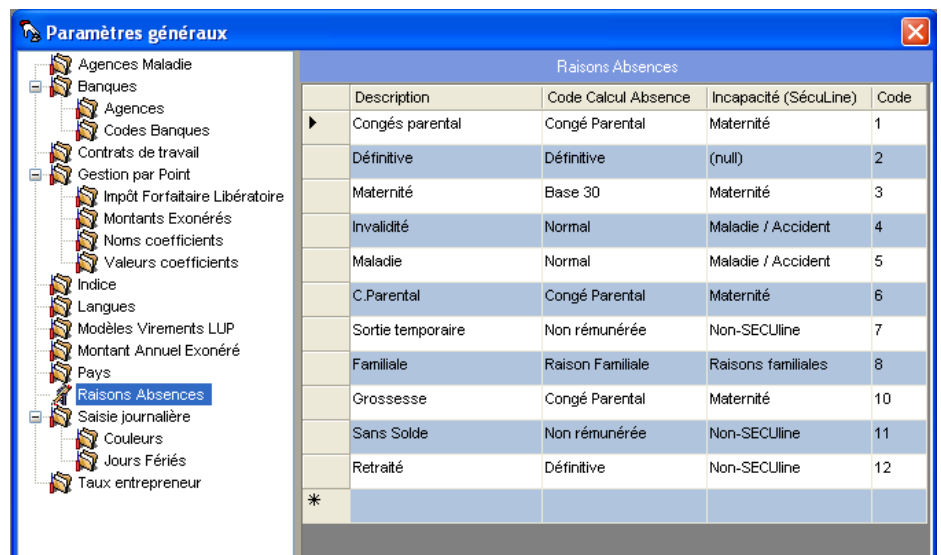 Paramètres généraux
Agences Maladie
Banques
Agences
Codes Banques
Contrats de travail
Gestion par Point
Impôt Forfaitaire Libératoire
Montants Exonérés
Noms coefficients
Valeurs coefficients
Indice
Langues
Modèles Virements LUP
Montant Annuel Exonéré
Pays
Raisons Absences
Saisie journalière
Couleurs
Jours Fériés
Taux entrepreneur
Raisons Absences
Description Code Calcul Absence Incapacité (SécuLine) Code
Congés parental Congé Parental Maternité 1
Définitive Définitive (null) 2
Maternité Base 30 Maternité 3
Invalidité Normal Maladie / Accident 4
Maladie Normal Maladie / Accident 5
C.Parental Congé Parental Maternité 6
Sortie temporaire Non rémunérée Non-SECUline 7
Familiale Raison Familiale Raisons familiales 8
Grossesse Congé Parental Maternité 10
Sans Solde Non rémunérée Non-SECUline 11
Retraité Définitive Non-SECUline 12